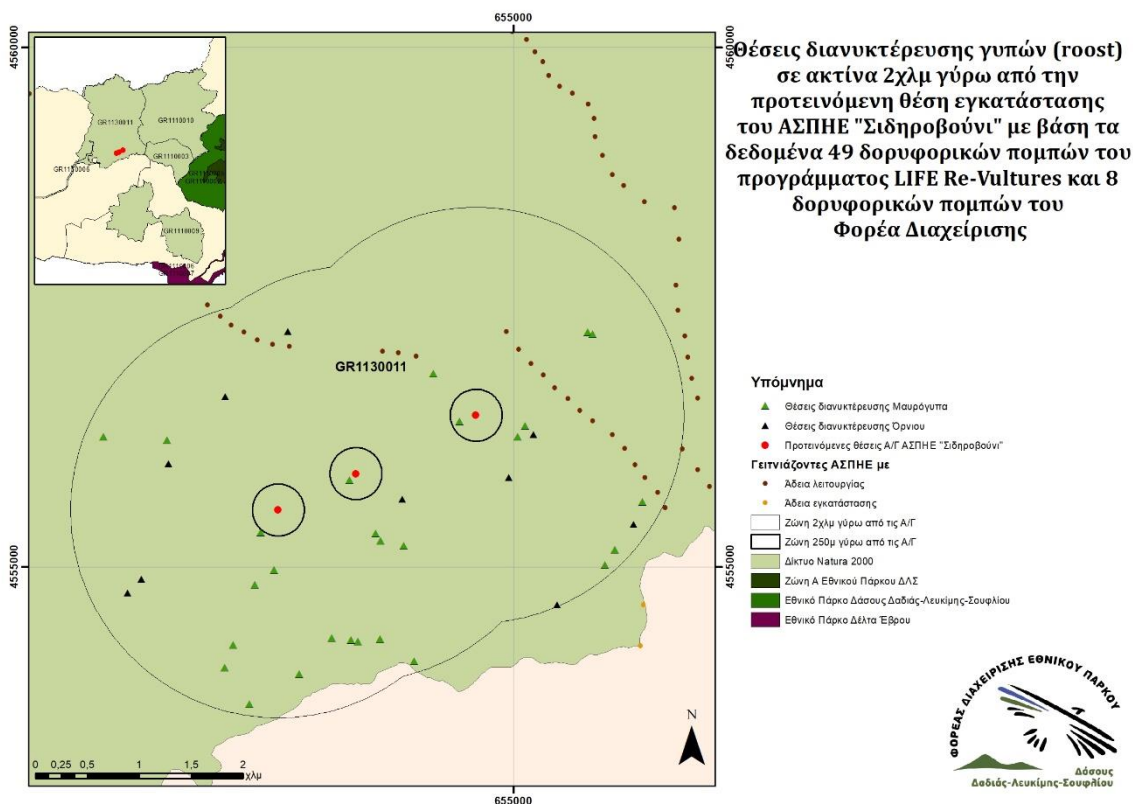 655000
4560000
Θέσεις διανυκτέρευσης γυπών (roost)
σε ακτίνα 2χλμ γύρω από την
προτεινόμενη θέση εγκατάστασης
του ΑΣΠΗΕ "Σιδηροβούνι" με βάση τα
δεδομένα 49 δορυφορικών πομπών του
προγράμματος LIFE Re-Vultures και 8
δορυφορικών πομπών του
Φορέα Διαχείρισης
4560000
GR1130011
GR1110010
GR1110003
GR1130006
GR1110009
GR1130011
Υπόμνημα
Θέσεις διανυκτέρευσης Μαυρόγυπα
Θέσεις διανυκτέρευσης Όρνιου
Προτεινόμενες θέσεις Α/Γ ΑΣΠΗΕ "Σιδηροβούνι"
Γειτνιάζοντες ΑΣΠΗΕ με
Άδεια λειτουργίας
Άδεια εγκατάστασης
Ζώνη 2χλμ γύρω από τις Α/Γ
Ζώνη 250μ γύρω από τις Α/Γ
Δίκτυο Natura 2000
Ζώνη Α Εθνικού Πάρκου ΔΛΣ
Εθνικό Πάρκο Δάσους Δαδιάς-Λευκίμης-Σουφλίου
Εθνικό Πάρκο Δέλτα Έβρου
4555000
4555000
N
0 0,25 0,5 1 1,5 2
χλμ
655000
ΦΟΡΕΑΣ ΔΙΑΧΕΙΡΙΣΗΣ ΕΘΝΙΚΟΥ ΠΑΡΚΟΥ
Δάσους
Δαδιάς-Λευκίμης-Σουφλίου